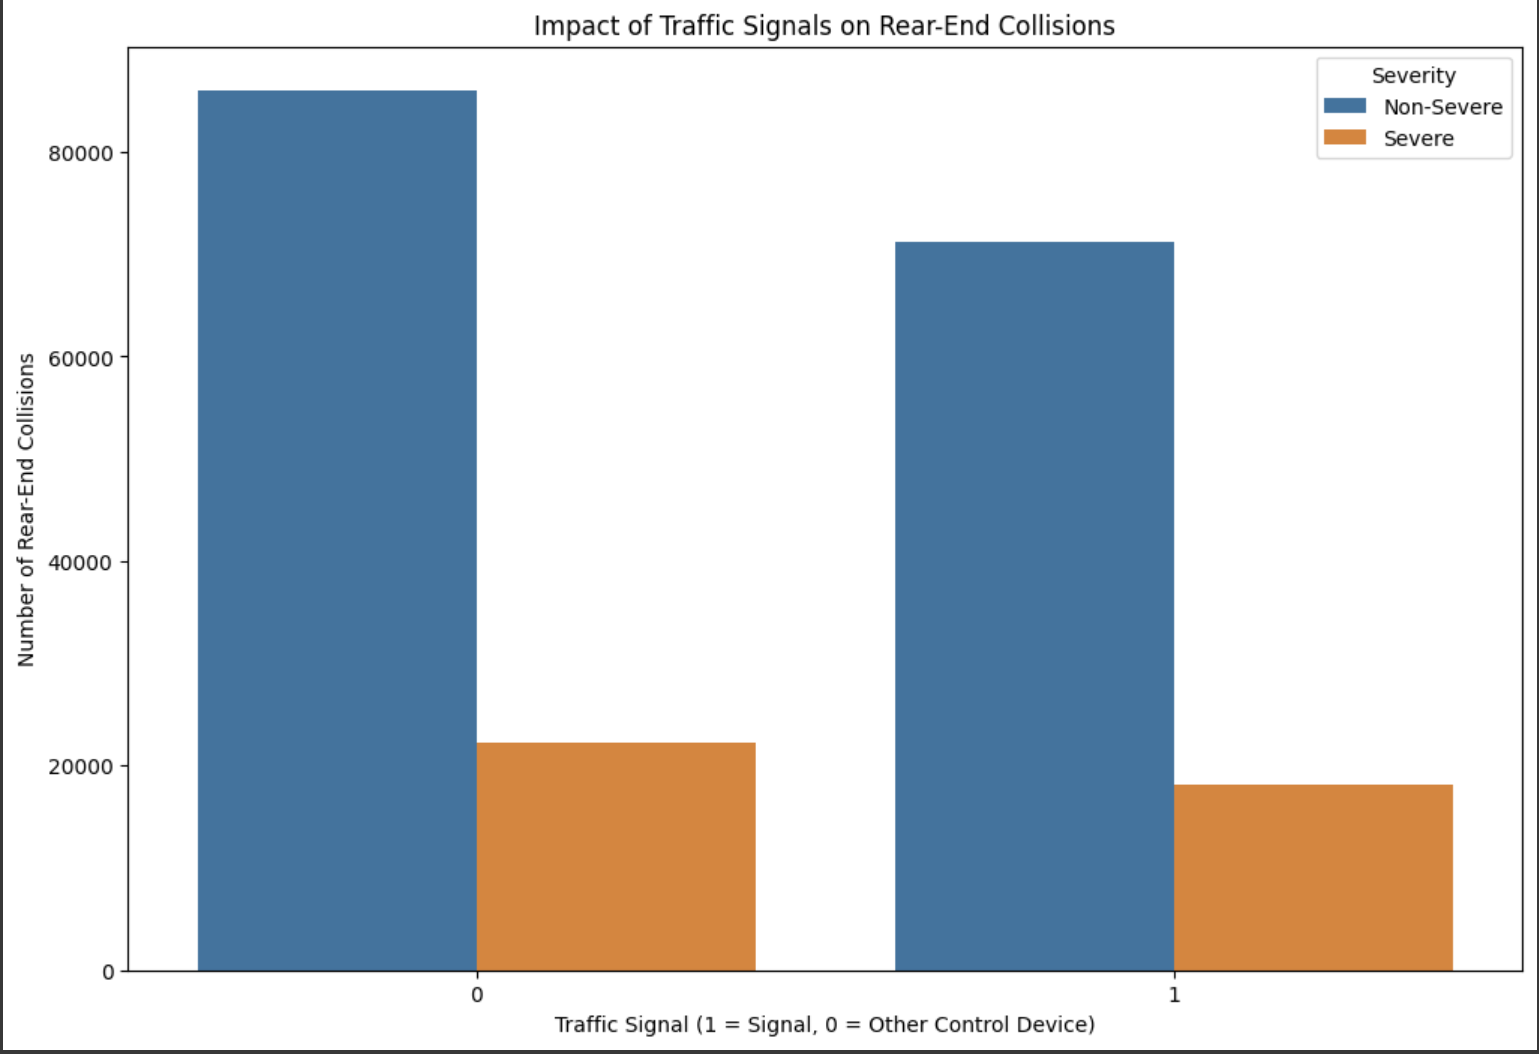 Impact of Traffic Signals on Rear-End Collisions
Severity
Non-Severe
Severe
Number of Rear-End Collisions
80000
60000
40000
20000
0
0
1
Traffic Signal (1 = Signal, 0 = Other Control Device)